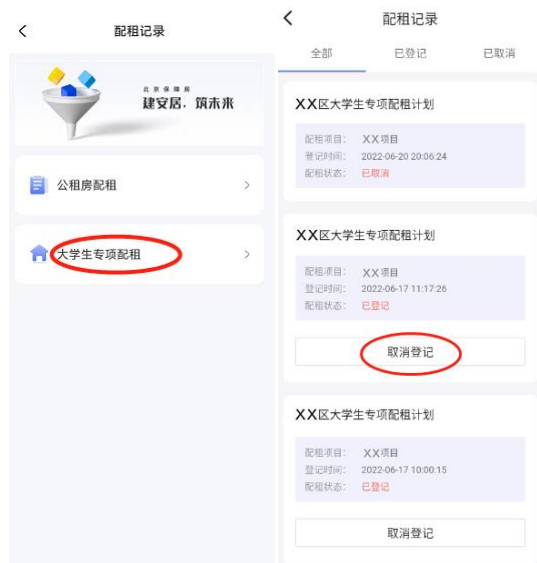 配租记录
北京保障房
建安居．筑未来
公租房配租
大学生专项配租
配租记录
全部 已登记 已取消
XX区大学生专项配租计划
配租项目： XX项目
登记时间： 2022-06-20 20:06:24
配租状态： 已取消
XX区大学生专项配租计划
配租项目： XX项目
登记时间： 2022-06-17 11:17:26
配租状态： 已登记
取消登记
XX区大学生专项配租计划
配租项目： XX项目
登记时间： 2022-06-17 10:00:15
配租状态： 已登记
取消登记